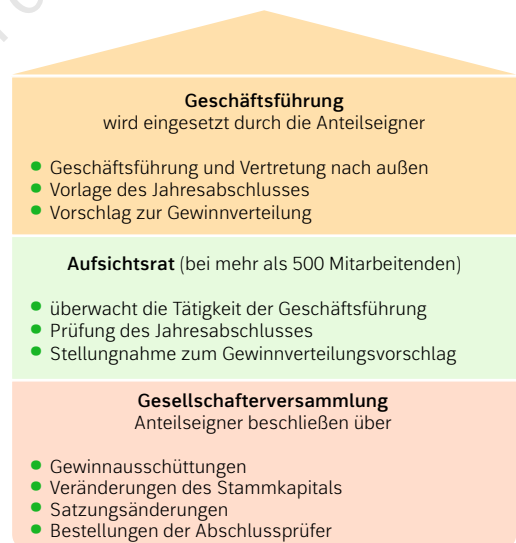 Geschäftsführung
wird eingesetzt durch die Anteilseigner
● Geschäftsführung und Vertretung nach außen
● Vorlage des Jahresabschlusses
● Vorschlag zur Gewinnverteilung
Aufsichtsrat (bei mehr als 500 Mitarbeitenden)
● überwacht die Tätigkeit der Geschäftsführung
● Prüfung des Jahresabschlusses
● Stellungnahme zum Gewinnverteilungsvorschlag
Gesellschafterversammlung
Anteilseigner beschließen über
● Gewinnausschüttungen
● Veränderungen des Stammkapitals
● Satzungsänderungen
● Bestellungen der Abschlussprüfer